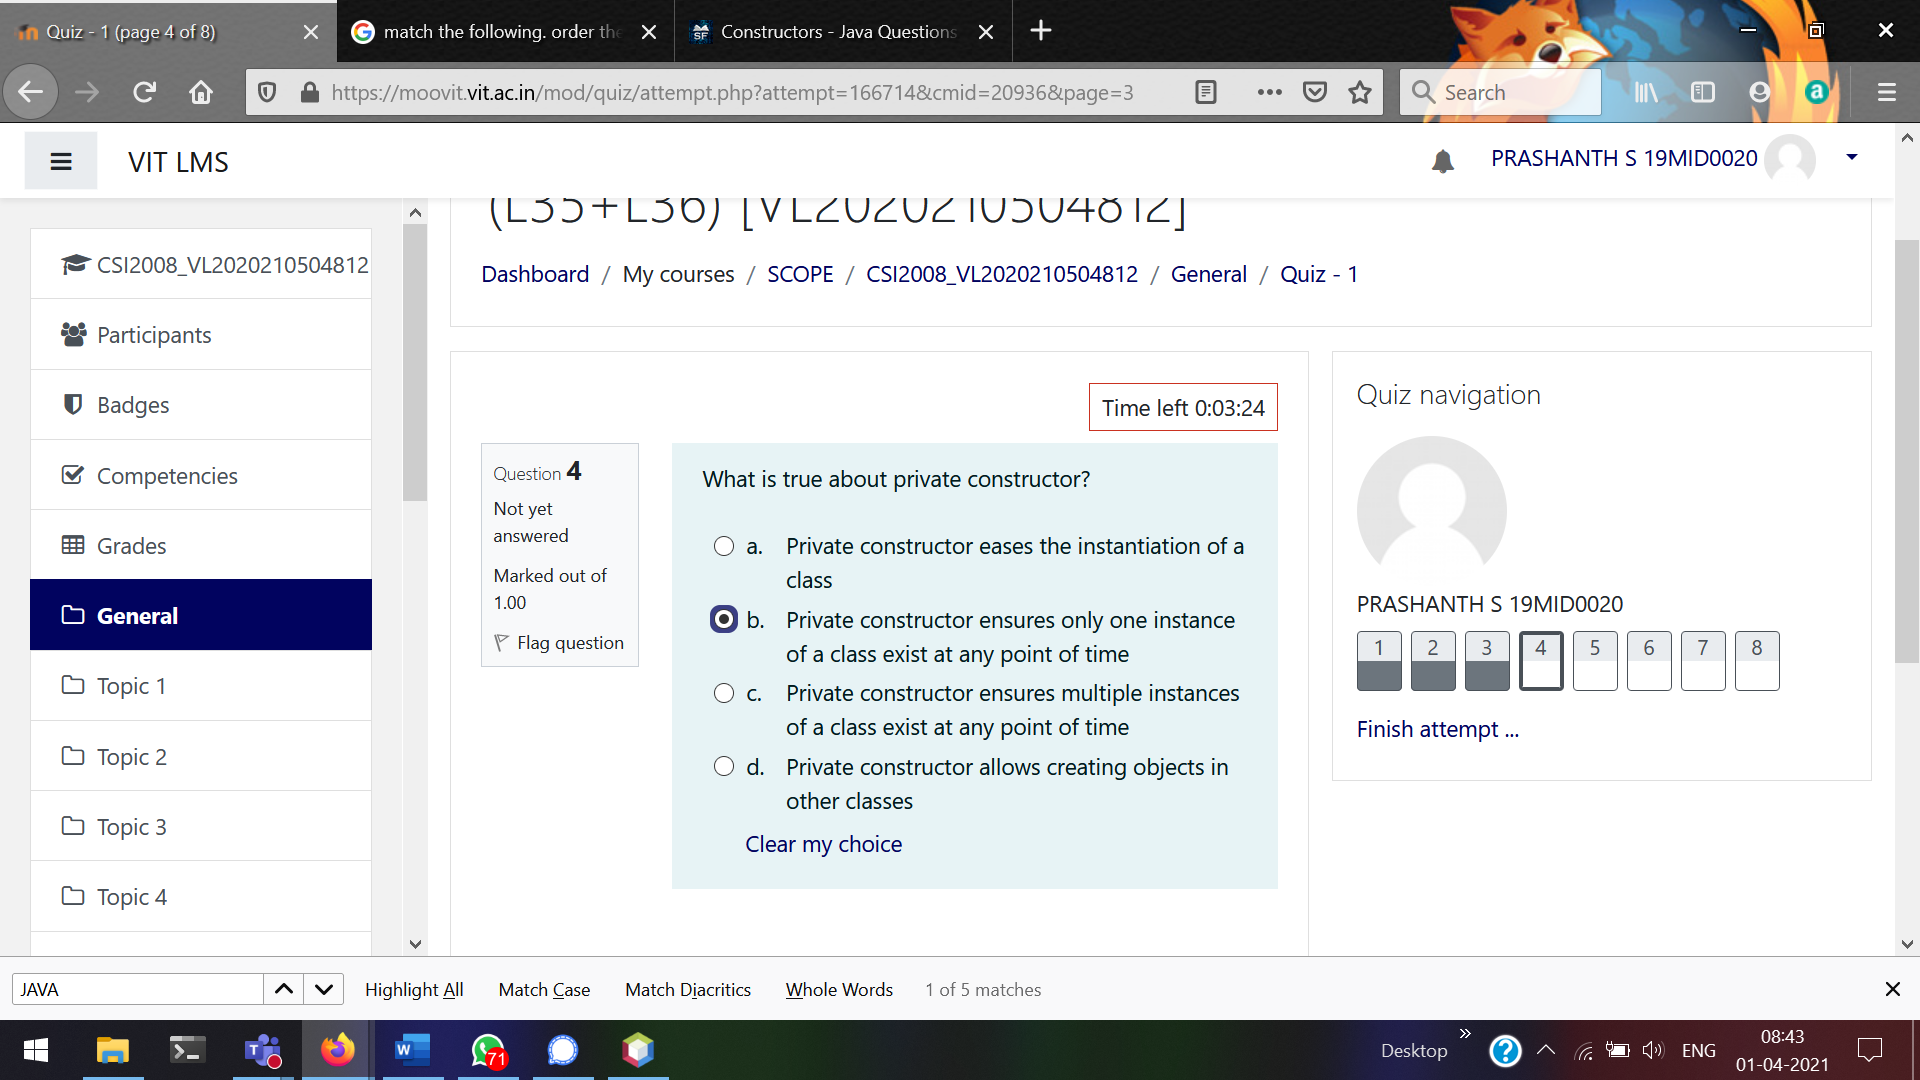 Quiz - 1 (page 4 of 8)
match the following. order the
SF
Constructors - Java Questions
https://moovit.vit.ac.in/mod/quiz/attempt.php?attempt=166714&cmid=20936&page=3
Search
a
VIT LMS
PRASHANTH S 19MID0020
(L35+L36) [VL2020210504812]
Dashboard / My courses / SCOPE / CSI2008_VL2020210504812 / General / Quiz - 1
CSI2008_VL2020210504812
Participants
Badges
Competencies
Grades
General
Topic 1
Topic 2
Topic 3
Topic 4
Time left 0:03:24
Question 4
Not yet
answered
Marked out of
1.00
Flag question
What is true about private constructor?
a. Private constructor eases the instantiation of a
class
b. Private constructor ensures only one instance
of a class exist at any point of time
c. Private constructor ensures multiple instances
of a class exist at any point of time
d. Private constructor allows creating objects in
other classes
Clear my choice
Quiz navigation
PRASHANTH S 19MID0020
1 2 3 4 5 6 7 8
Finish attempt ...
JAVA
Highlight All
Match Case
Match Diacritics
Whole Words
1 of 5 matches
T
W
71
Desktop
ENG
08:43
01-04-2021